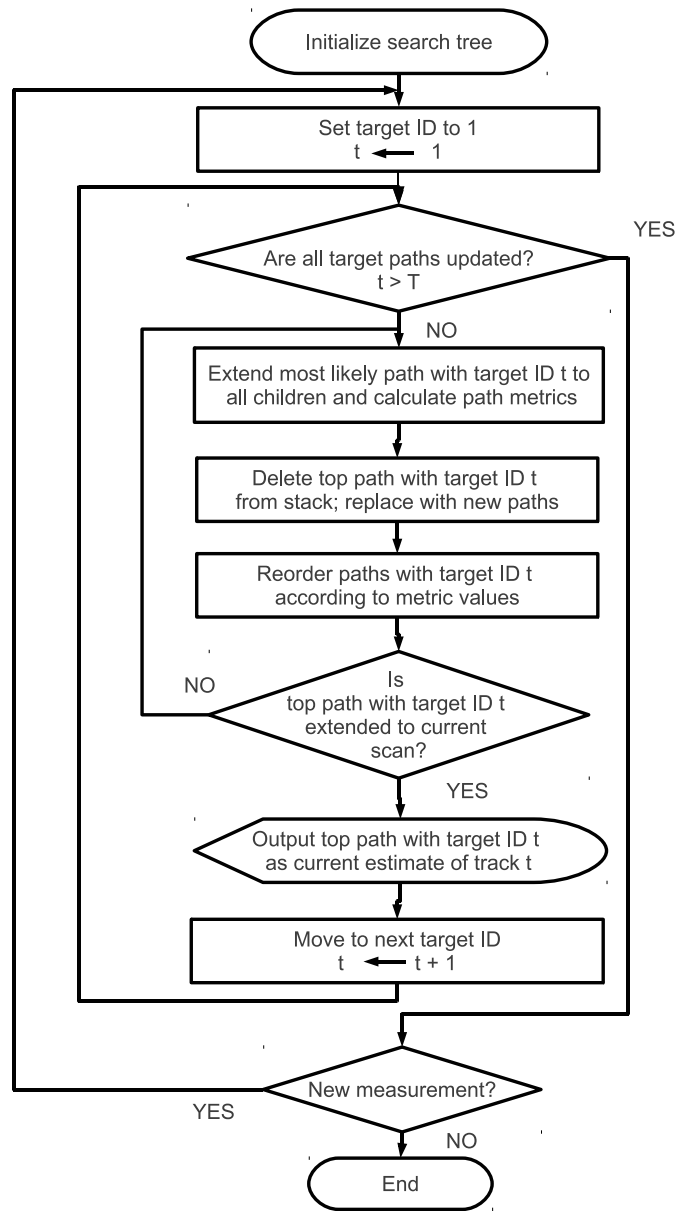 Initialize search tree
Set target ID to 1
t ← 1
YES
Are all target paths updated?
t > T
NO
Extend most likely path with target ID t to
all children and calculate path metrics
Delete top path with target ID t
from stack; replace with new paths
Reorder paths with target ID t
according to metric values
NO
Is
top path with target ID t
extended to current
scan?
YES
Output top path with target ID t
as current estimate of track t
Move to next target ID
t ← t + 1
New measurement?
YES
NO
End